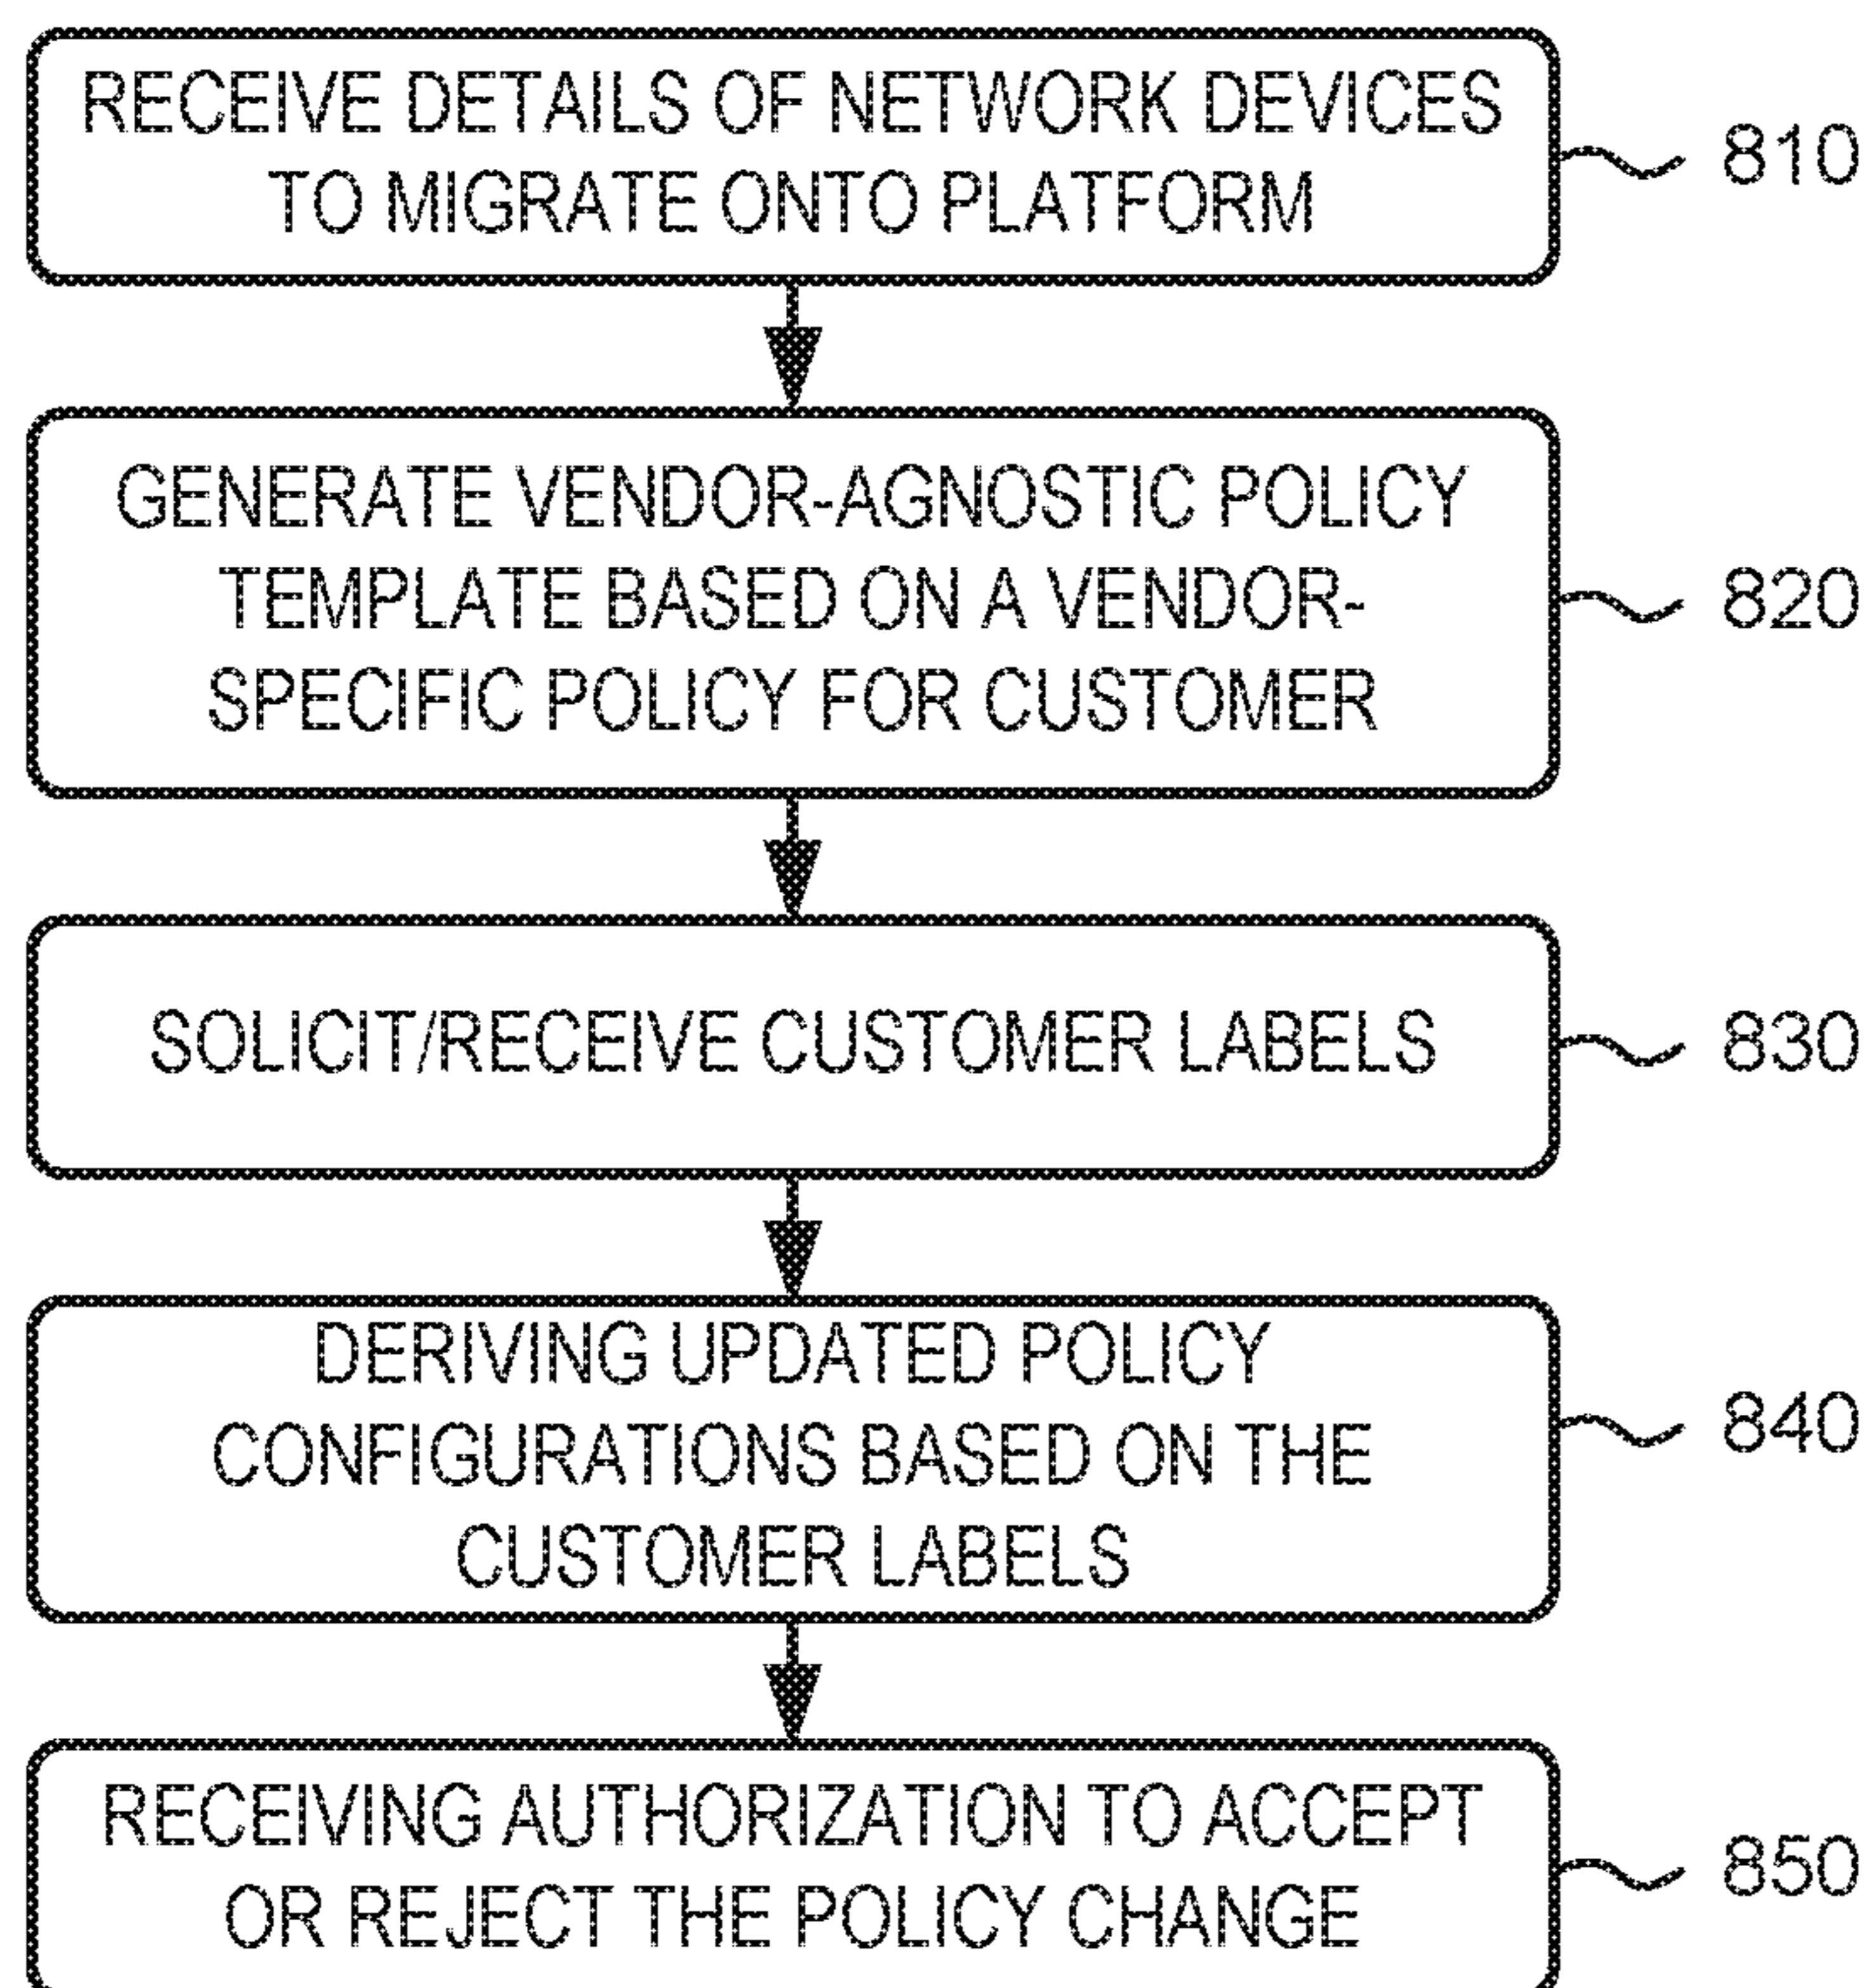 RECEIVE DETAILS OF NETWORK DEVICES
TO MIGRATE ONTO PLATFORM
810
GENERATE VENDOR-AGNOSTIC POLICY
TEMPLATE BASED ON A VENDOR-
SPECIFIC POLICY FOR CUSTOMER
820
SOLICIT/RECEIVE CUSTOMER LABELS
830
DERIVING UPDATED POLICY
CONFIGURATIONS BASED ON THE
CUSTOMER LABELS
840
RECEIVING AUTHORIZATION TO ACCEPT
OR REJECT THE POLICY CHANGE
850